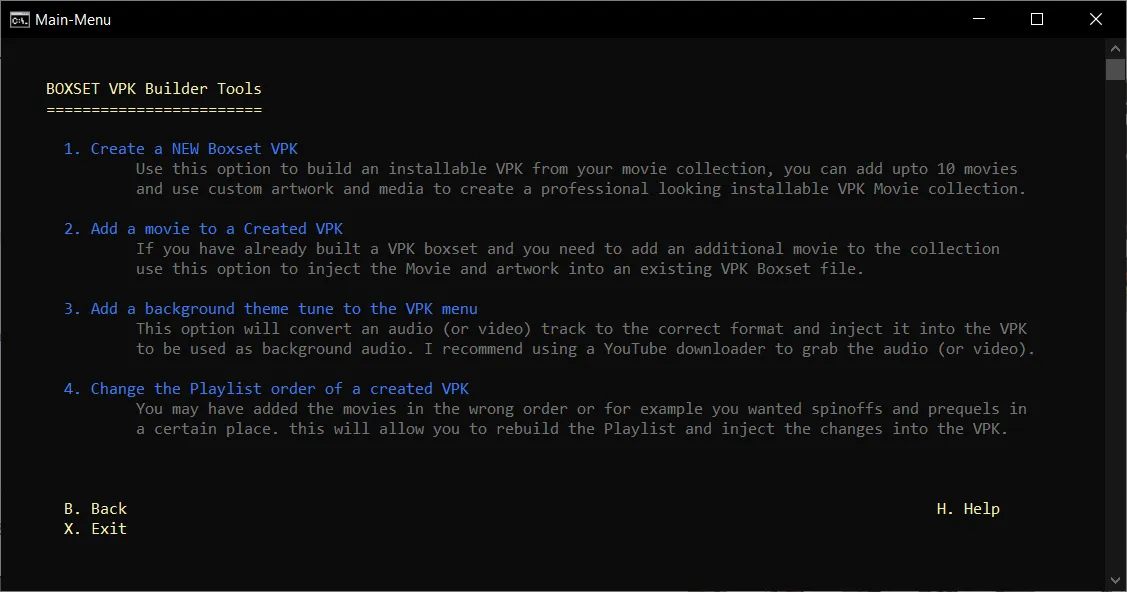 Main-Menu
BOXSET VPK Builder Tools
========================
1. Create a NEW Boxset VPK
Use this option to build an installable VPK from your movie collection, you can add upto 10 movies
and use custom artwork and media to create a professional looking installable VPK Movie collection.
2. Add a movie to a Created VPK
If you have already built a VPK boxset and you need to add an additional movie to the collection
use this option to inject the Movie and artwork into an existing VPK Boxset file.
3. Add a background theme tune to the VPK menu
This option will convert an audio (or video) track to the correct format and inject it into the VPK
to be used as background audio. I recommend using a YouTube downloader to grab the audio (or video).
4. Change the Playlist order of a created VPK
You may have added the movies in the wrong order or for example you wanted spinoffs and prequels in
a certain place. this will allow you to rebuild the Playlist and inject the changes into the VPK.
B. Back H. Help
X. Exit